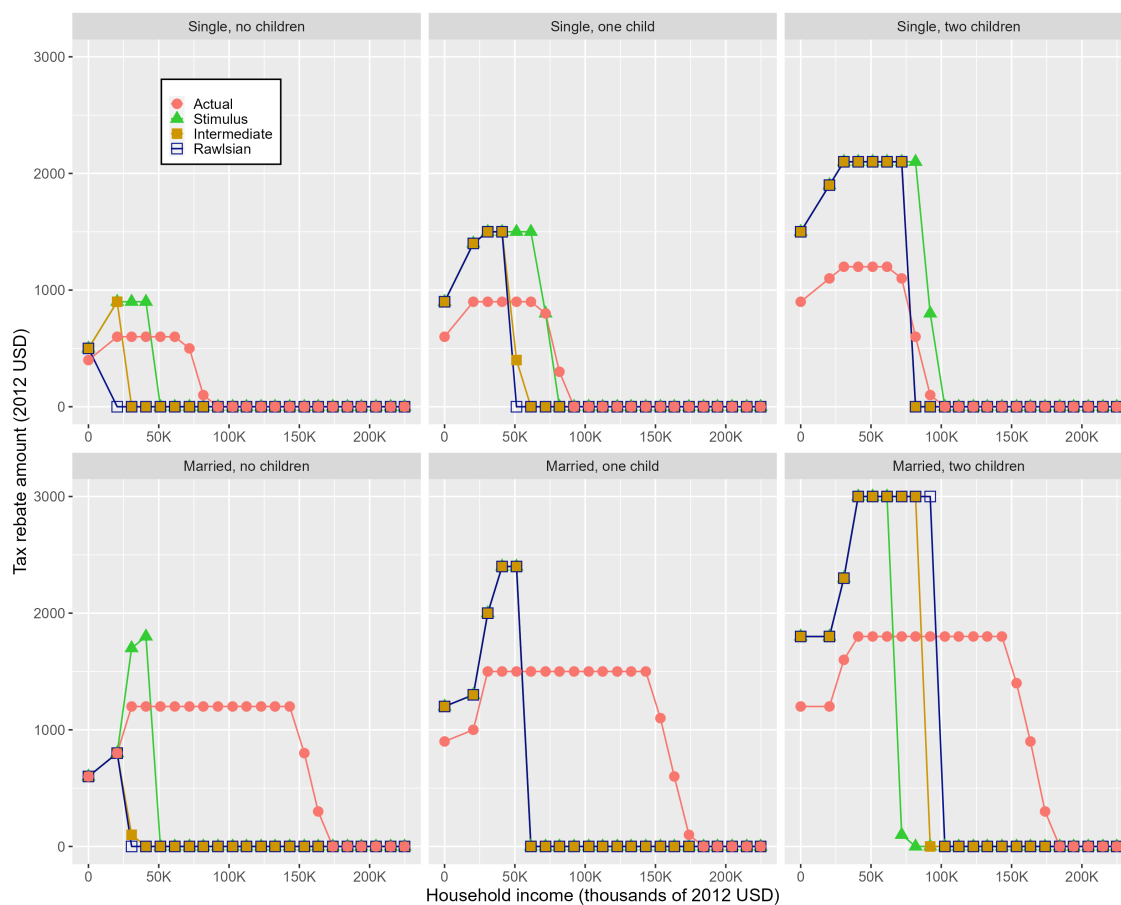 Single, no children
Single, one child
Single, two children
3000
2000
1000
0
Actual
Stimulus
Intermediate
Rawlsian
0 50K 100K 150K 200K
0 50K 100K 150K 200K
0 50K 100K 150K 200K
Tax rebate amount (2012 USD)
Married, no children
Married, one child
Married, two children
3000
2000
1000
0
0 50K 100K 150K 200K
0 50K 100K 150K 200K
0 50K 100K 150K 200K
Household income (thousands of 2012 USD)